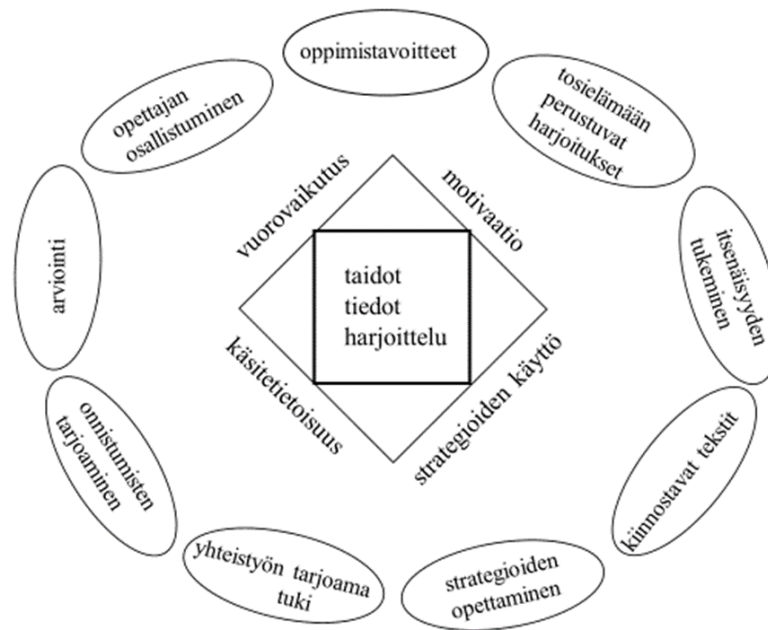 oppimistavoitteet
tosielämään
perustuvat
harjoitukset
itsenäisyyden
tukeminen
kiinnostavat tekstit
strategioiden
opettaminen
yhteistyön tarjoama
tuki
onnistumisten
tarjoaminen
arviointi
opettajan
osallistuminen
vuorovaikutus
motivaatio
strategioiden käyttö
käsitetietoisuus
taidot
tiedot
harjoittelu